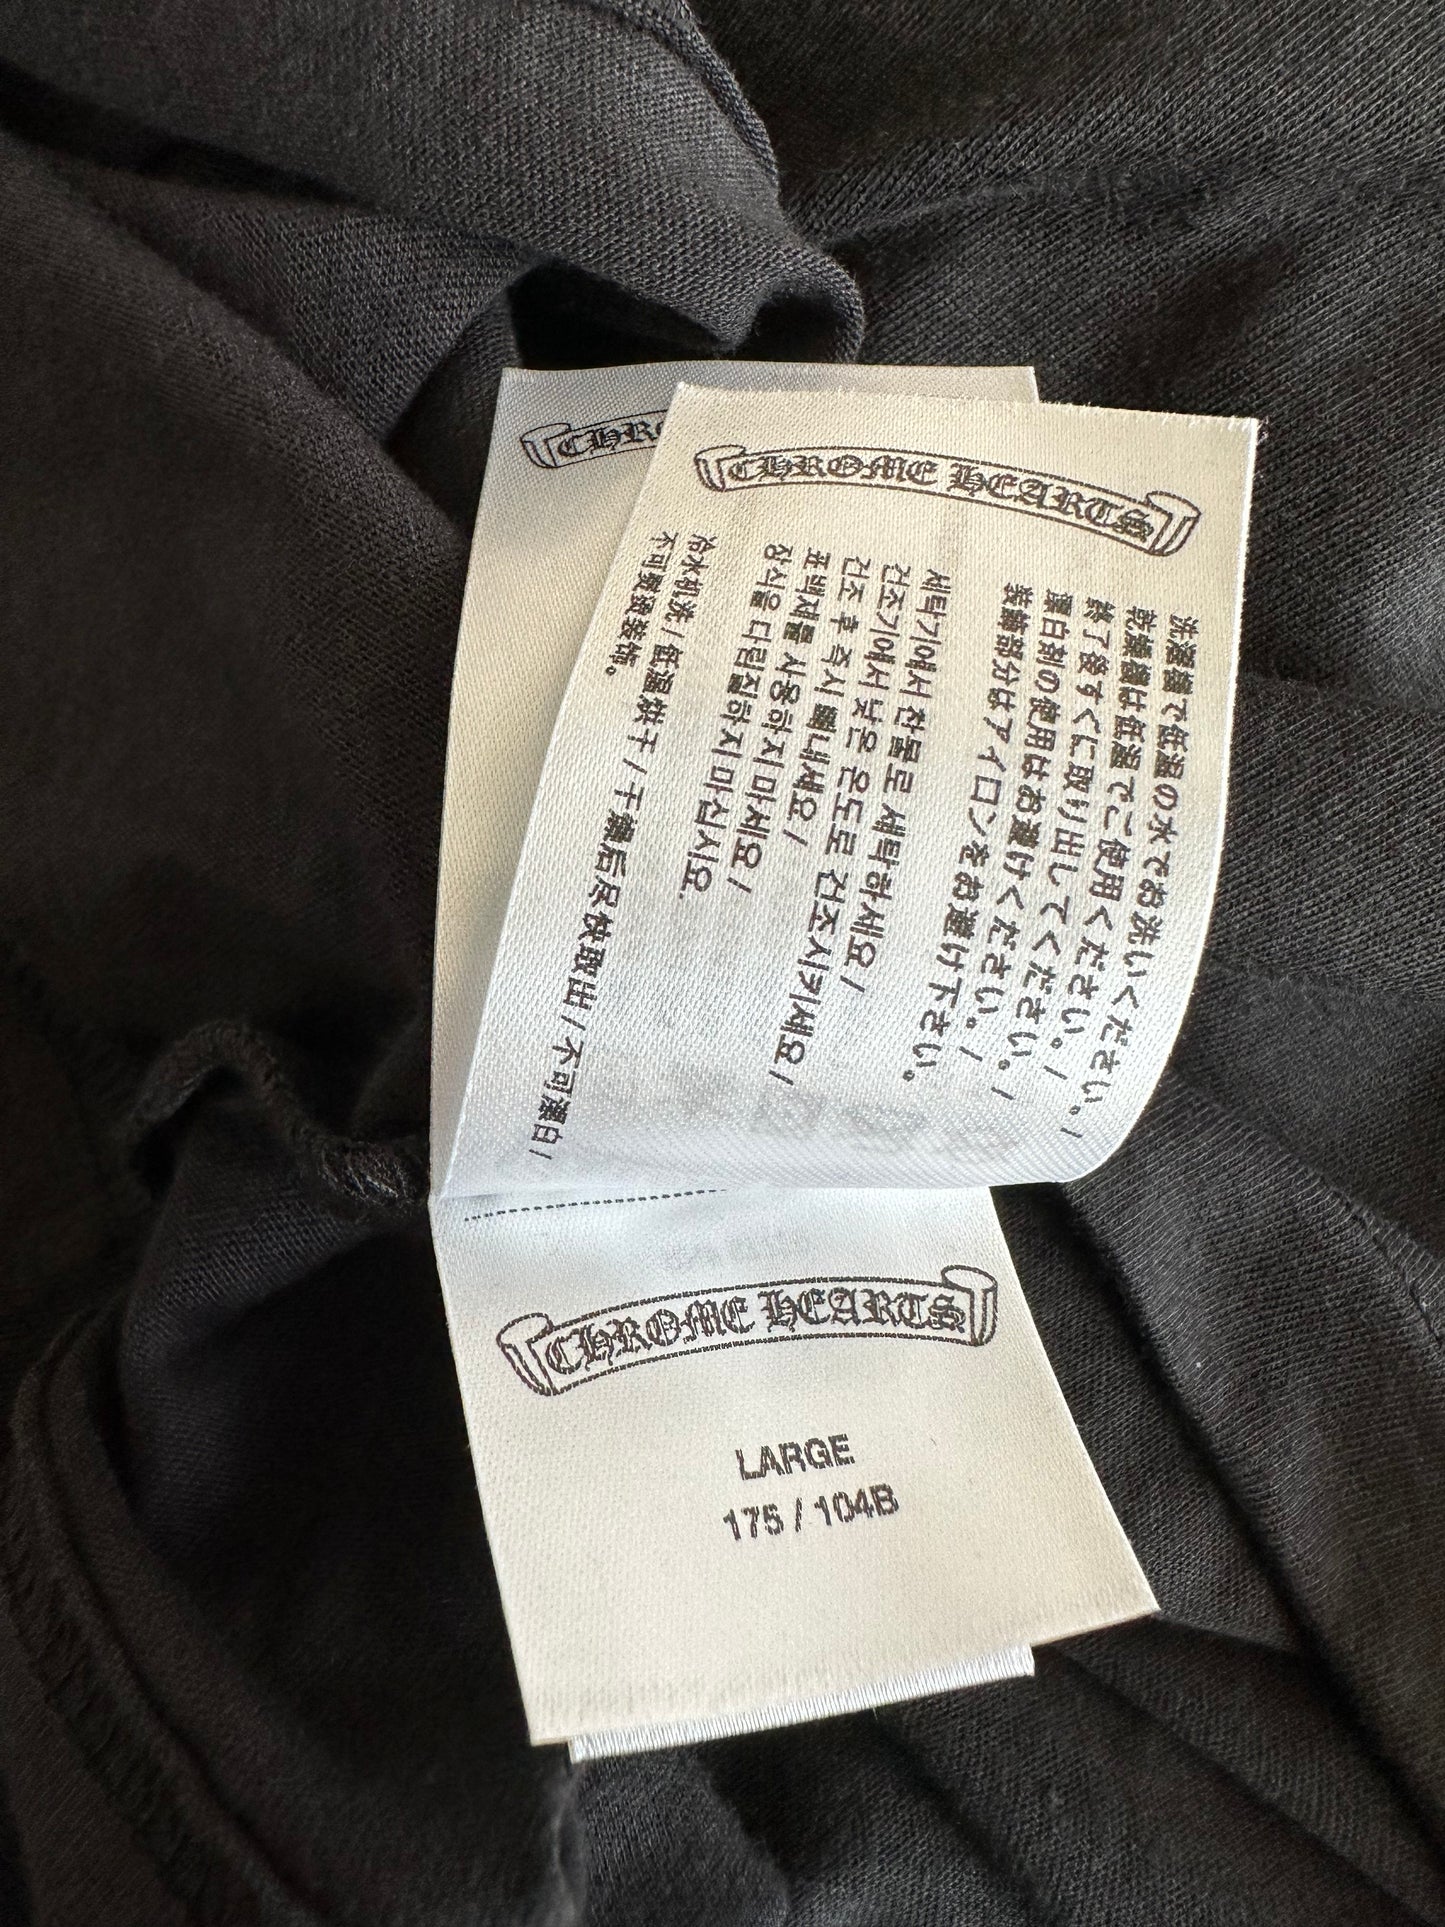 CHRO
CHROME HEARTS
洗濯機で低温の水でお洗いください。/
乾燥機は低温でご使用ください。/
終了後すぐに取り出してください。/
漂白剤の使用はお避けください。/
装飾部分はアイロンをお避け下さい。
세탁기에서 찬물로 세탁하세요 /
건조기에서 낮은 온도로 건조시키세요 /
건조 후 즉시 빼내세요 /
표백제를 사용하지 마세요 /
장식을 다림질하지 마십시요.
冷水机洗 / 低温烘干 / 干燥后尽快取出 / 不可漂白 /
不可熨烫装饰。
CHROME HEARTS
LARGE
175 / 104B